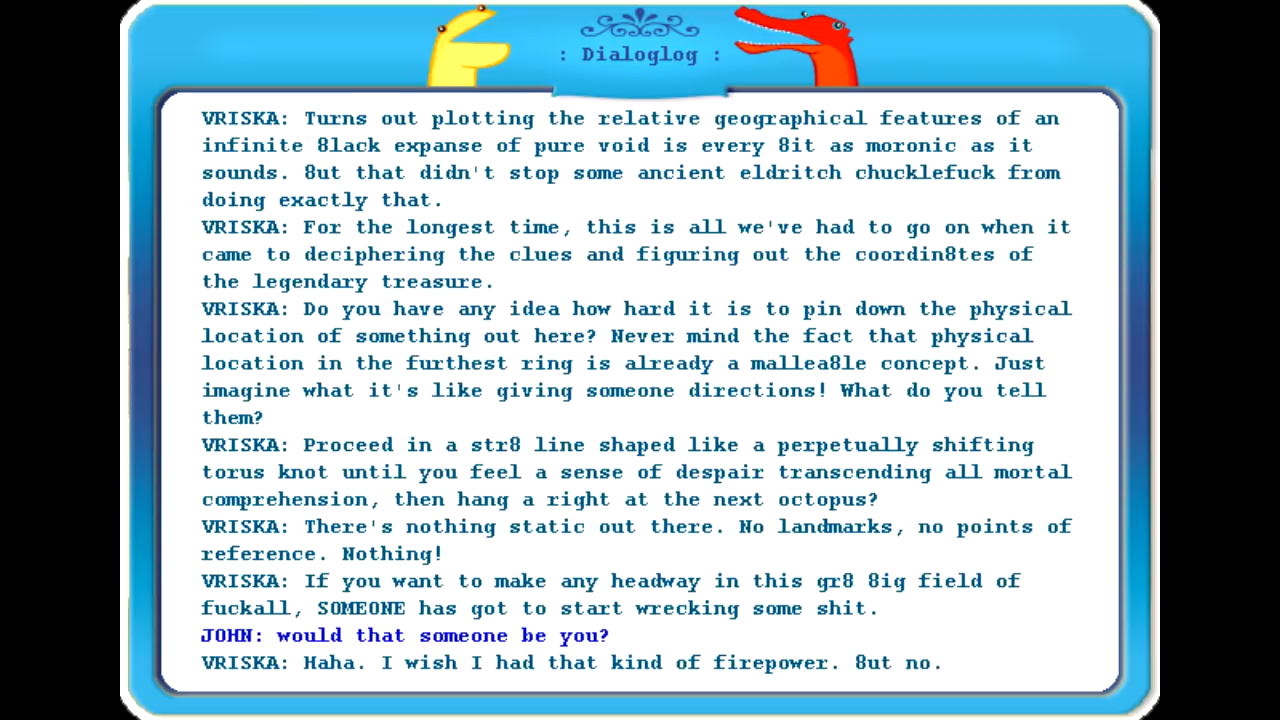 : Dialoglog :
VRISKA: Turns out plotting the relative geographical features of an
infinite 8lack expanse of pure void is every 8it as moronic as it
sounds. 8ut that didn't stop some ancient eldritch chucklefuck from
doing exactly that.
VRISKA: For the longest time, this is all we've had to go on when it
came to deciphering the clues and figuring out the coordin8tes of
the legendary treasure.
VRISKA: Do you have any idea how hard it is to pin down the physical
location of something out here? Never mind the fact that physical
location in the furthest ring is already a mallea8le concept. Just
imagine what it's like giving someone directions! What do you tell
them?
VRISKA: Proceed in a str8 line shaped like a perpetually shifting
torus knot until you feel a sense of despair transcending all mortal
comprehension, then hang a right at the next octopus?
VRISKA: There's nothing static out there. No landmarks, no points of
reference. Nothing!
VRISKA: If you want to make any headway in this gr8 8ig field of
fuckall, SOMEONE has got to start wrecking some shit.
JOHN: would that someone be you?
VRISKA: Haha. I wish I had that kind of firepower. 8ut no.